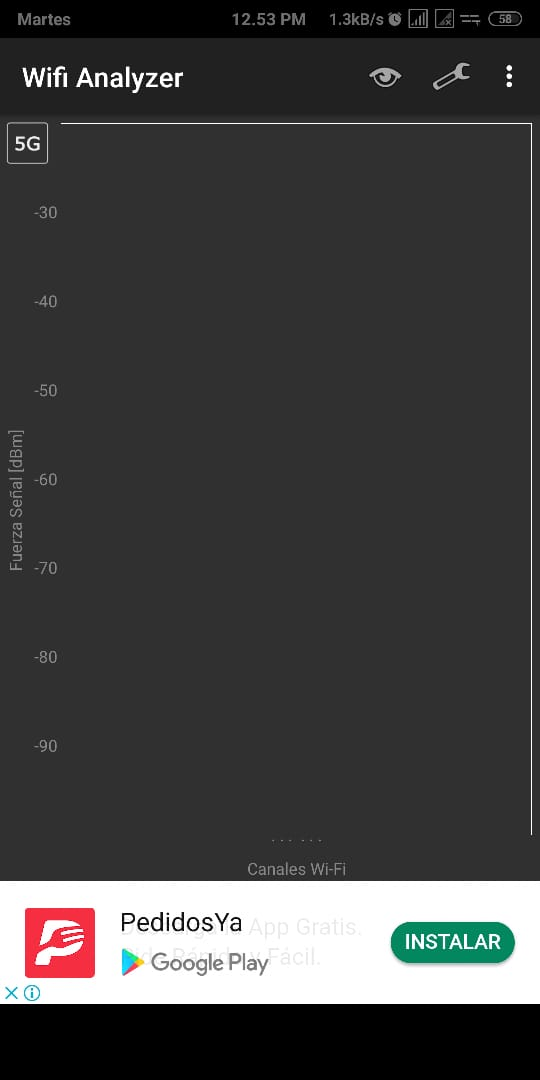 Martes 12.53 PM 1.3kB/s 58
Wifi Analyzer
5G
-30
-40
-50
-60
-70
-80
-90
Fuerza Señal [dBm]
Canales Wi-Fi
PedidosYa
App Gratis.
Google Play
Fácil.
INSTALAR